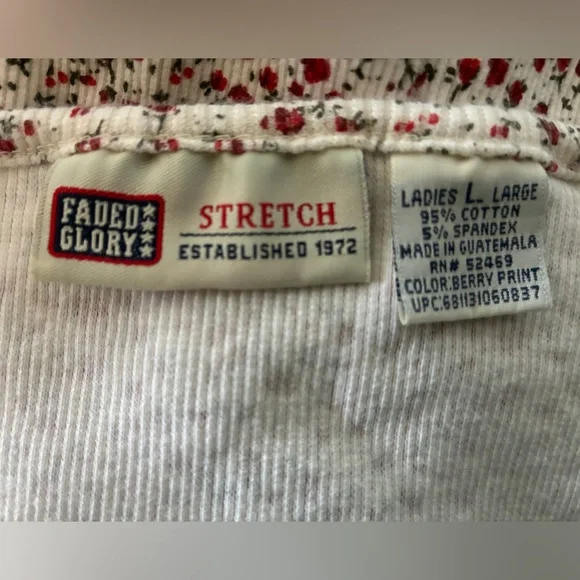 FADED
GLORY
STRETCH
ESTABLISHED 1972
LADIES L. LARGE
95% COTTON
5% SPANDEX
MADE IN GUATEMALA
RN# 52469
COLOR:BERRY PRINT
UPC:681131060837